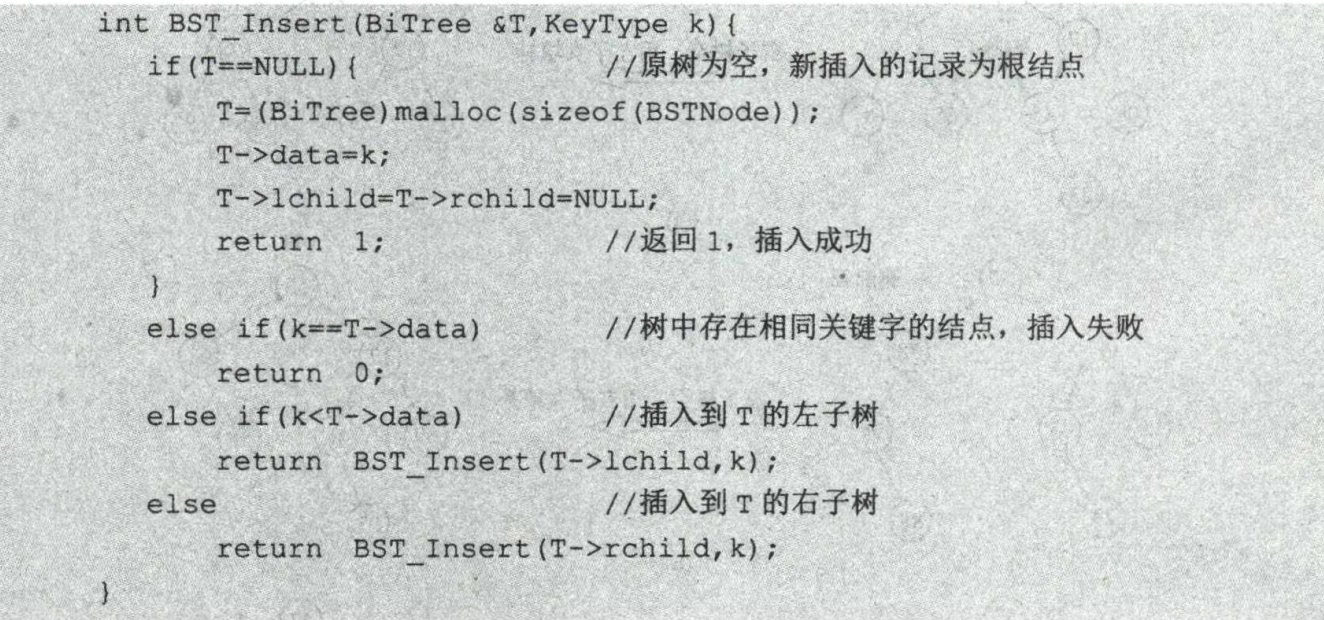 int BST_Insert(BiTree &T,KeyType k){
if(T==NULL){ //原树为空，新插入的记录为根结点
T=(BiTree)malloc(sizeof(BSTNode));
T->data=k;
T->lchild=T->rchild=NULL;
return 1; //返回1，插入成功
}
else if(k==T->data) //树中存在相同关键字的结点，插入失败
return 0;
else if(k<T->data) //插入到T的左子树
return BST_Insert(T->lchild,k);
else //插入到T的右子树
return BST_Insert(T->rchild,k);
}